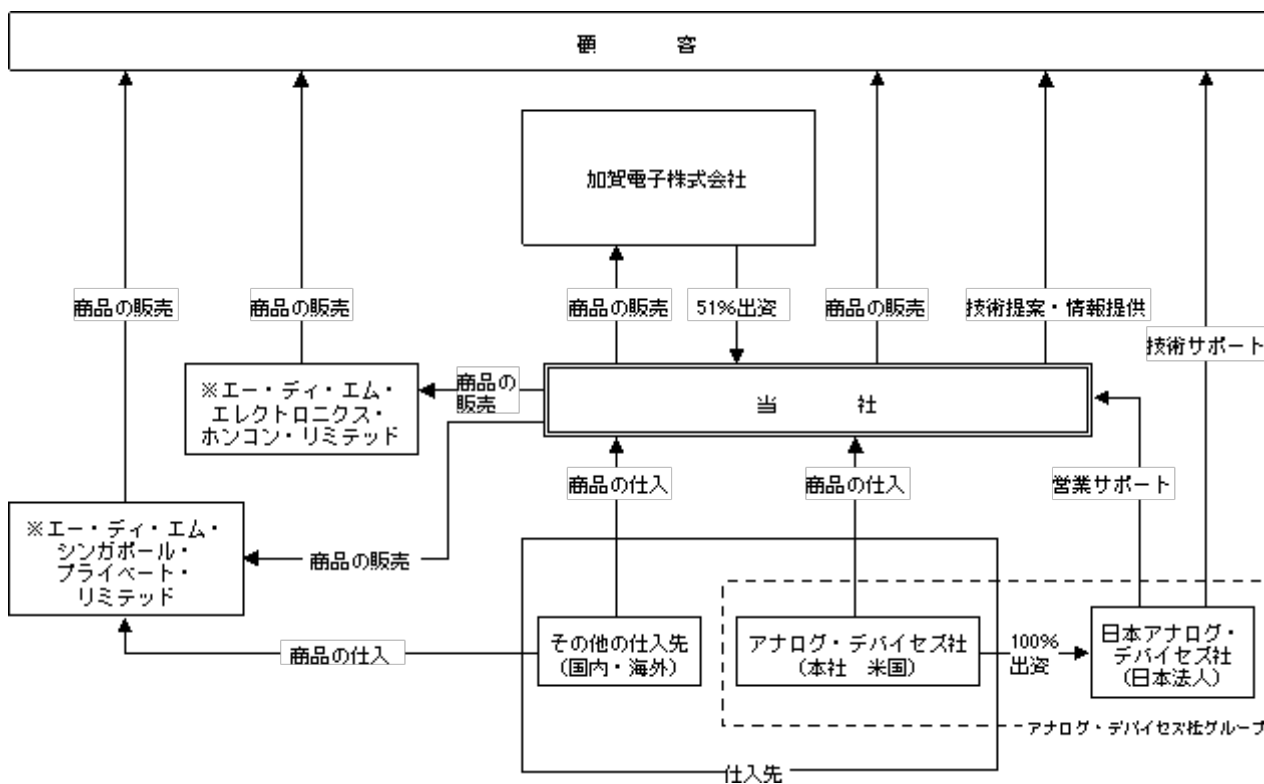 顧　　　客
加賀電子株式会社
商品の販売
商品の販売
商品の販売
51%出資
商品の販売
技術提案・情報提供
技術サポート
※エー・ディ・エム・
エレクトロニクス・
ホンコン・リミテッド
商品の
販売
当　　　社
商品の仕入
商品の仕入
営業サポート
※エー・ディ・エム・
シンガポール・
プライベート・
リミテッド
商品の販売
商品の仕入
その他の仕入先
(国内・海外)
アナログ・デバイセズ社
(本社　米国)
100%
出資
日本アナログ・
デバイセズ社
(日本法人)
アナログ・デバイセズ社グループ
仕入先